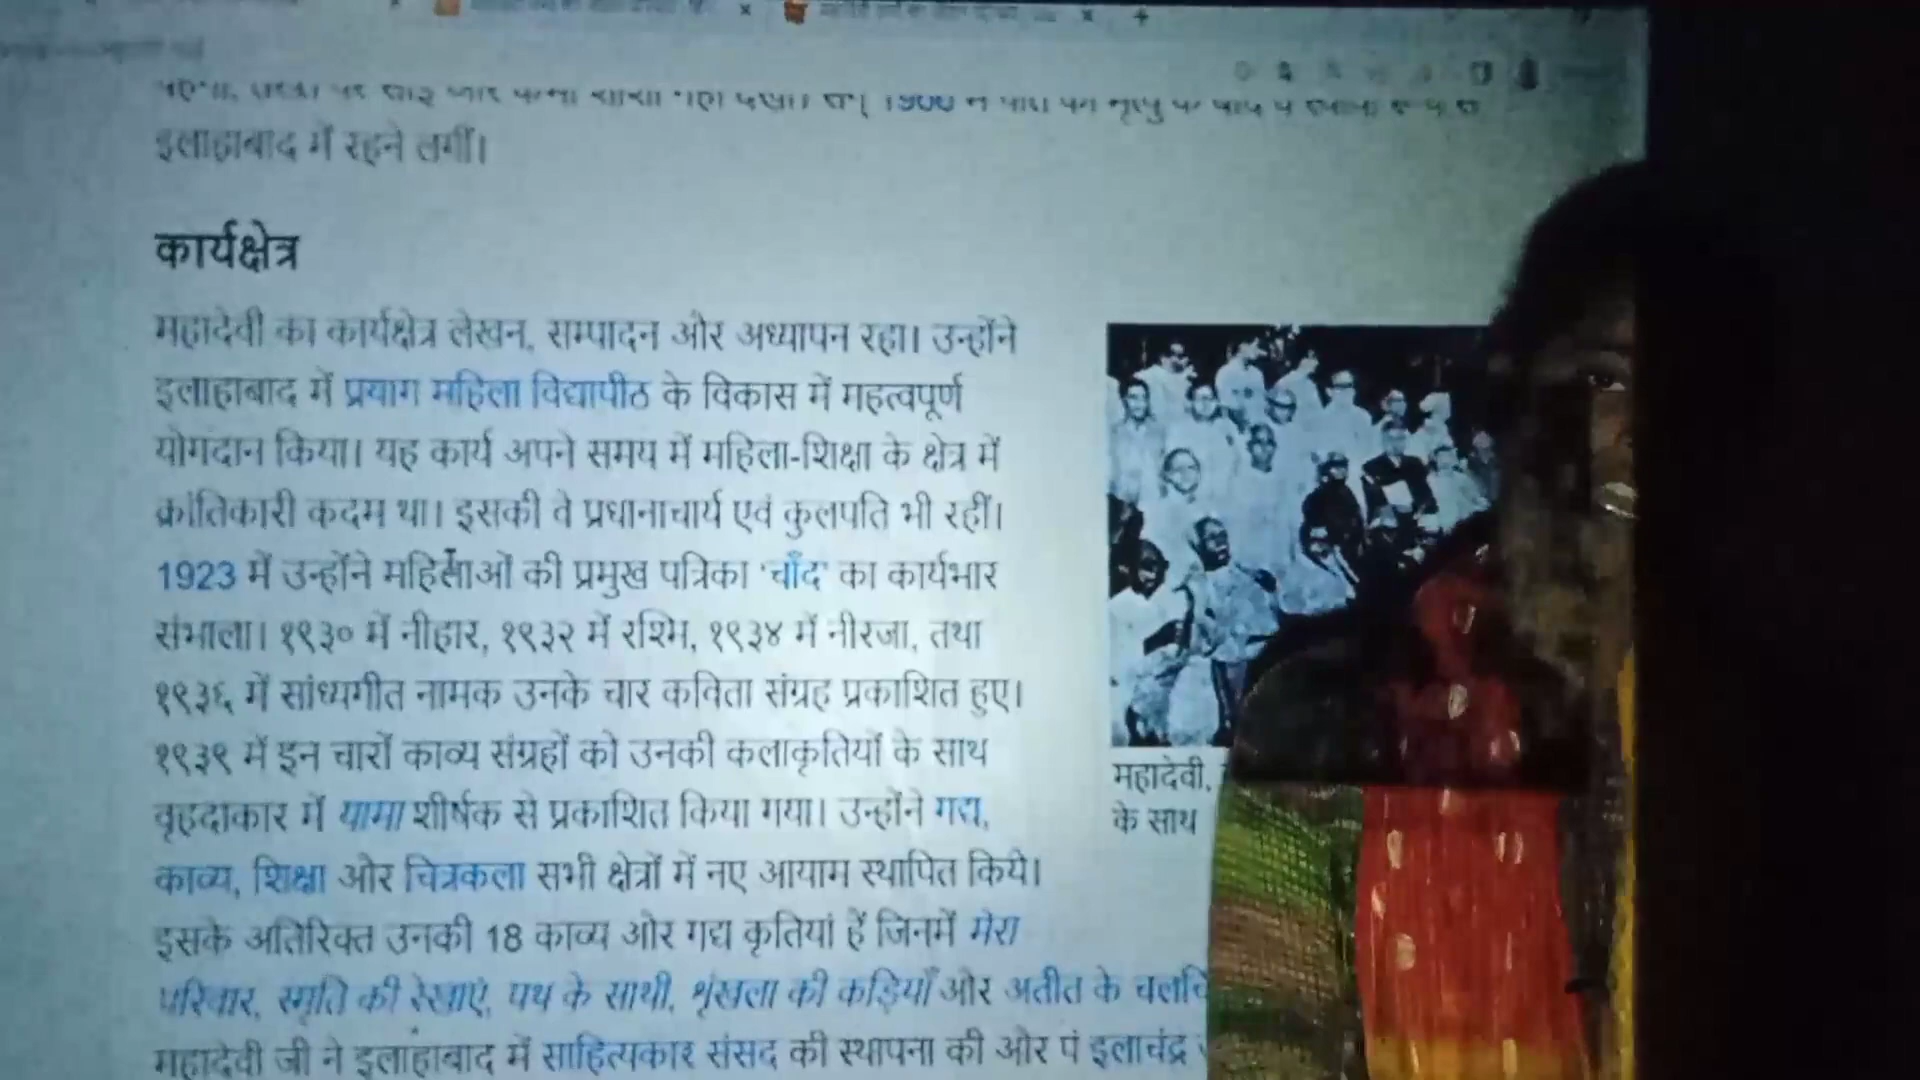 1900
इलाहाबाद में रहने लगीं।
कार्यक्षेत्र
महादेवी का कार्यक्षेत्र लेखन, सम्पादन और अध्यापन रहा। उन्होंने
इलाहाबाद में प्रयाग महिला विद्यापीठ के विकास में महत्वपूर्ण
योगदान किया। यह कार्य अपने समय में महिला-शिक्षा के क्षेत्र में
क्रांतिकारी कदम था। इसकी वे प्रधानाचार्य एवं कुलपति भी रहीं।
1923 में उन्होंने महिलाओं की प्रमुख पत्रिका 'चाँद' का कार्यभार
संभाला। १९३० में नीहार, १९३२ में रश्मि, १९३४ में नीरजा, तथा
१९३६ में सांध्यगीत नामक उनके चार कविता संग्रह प्रकाशित हुए।
१९३९ में इन चारों काव्य संग्रहों को उनकी कलाकृतियों के साथ
वृहदाकार में यामा शीर्षक से प्रकाशित किया गया। उन्होंने गद्य,
काव्य, शिक्षा और चित्रकला सभी क्षेत्रों में नए आयाम स्थापित किये।
इसके अतिरिक्त उनकी 18 काव्य और गद्य कृतियां हैं जिनमें मेरा
परिवार, स्मृति की रेखाएं, पथ के साथी, शृंखला की कड़ियाँ और अतीत के
महादेवी जी ने इलाहाबाद में साहित्यकार संसद की स्थापना की और पं इलाचंद्र
महादेवी,
के साथ